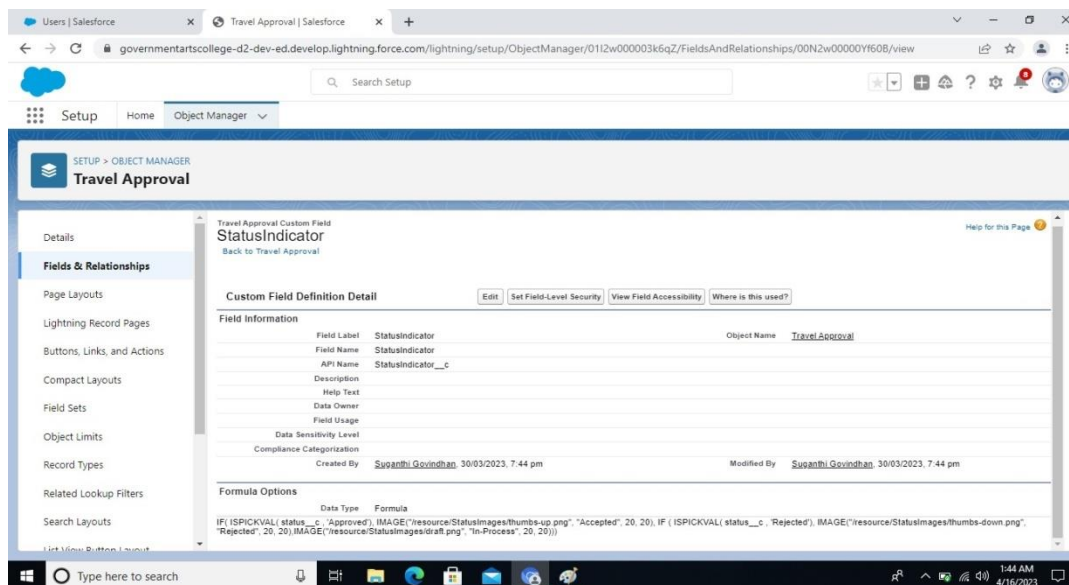 Users | Salesforce
Travel Approval | Salesforce
governmentartscollege-d2-dev-ed.develop.lightning.force.com/lightning/setup/ObjectManager/01I2w000003k6qZ/FieldsAndRelationships/00N2w00000Yf60B/view
Search Setup
8
Setup
Home
Object Manager
SETUP > OBJECT MANAGER
Travel Approval
Details
Fields & Relationships
Page Layouts
Lightning Record Pages
Buttons, Links, and Actions
Compact Layouts
Field Sets
Object Limits
Record Types
Related Lookup Filters
Search Layouts
List View Button Layout
Travel Approval Custom Field
StatusIndicator
Back to Travel Approval
Help for this Page
Custom Field Definition Detail
Edit
Set Field-Level Security
View Field Accessibility
Where is this used?
Field Information
Field Label StatusIndicator Object Name Travel Approval
Field Name StatusIndicator
API Name StatusIndicator__c
Description
Help Text
Data Owner
Field Usage
Data Sensitivity Level
Compliance Categorization
Created By Suganthi Govindhan, 30/03/2023, 7:44 pm Modified By Suganthi Govindhan, 30/03/2023, 7:44 pm
Formula Options
Data Type Formula
IF( ISPICKVAL( status__c , 'Approved'), IMAGE("/resource/StatusImages/thumbs-up.png", "Accepted", 20, 20), IF ( ISPICKVAL( status__c , 'Rejected'), IMAGE("/resource/StatusImages/thumbs-down.png",
"Rejected", 20, 20),IMAGE("/resource/StatusImages/draft.png", "In-Process", 20, 20)))
Type here to search
1:44 AM
4/16/2023